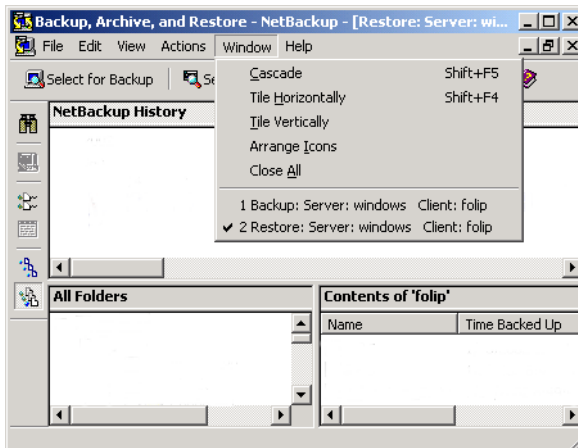 Backup, Archive, and Restore - NetBackup - [Restore: Server: wi...
File Edit View Actions Window Help
Select for Backup
Cascade Shift+F5
Tile Horizontally Shift+F4
Tile Vertically
Arrange Icons
Close All
1 Backup: Server: windows Client: folip
✔ 2 Restore: Server: windows Client: folip
NetBackup History
All Folders
Contents of 'folip'
Name Time Backed Up